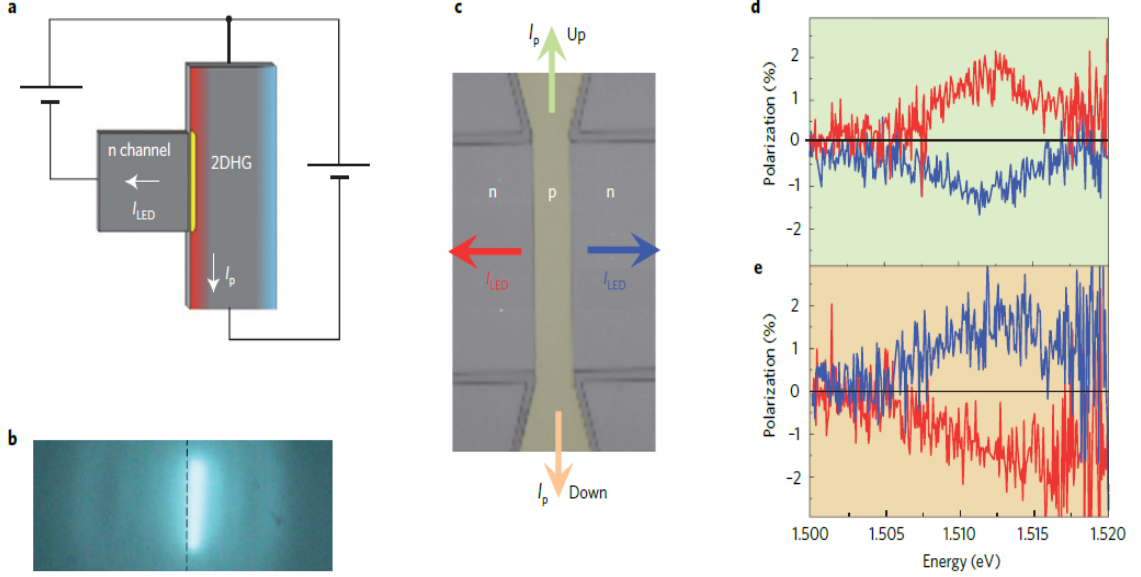 a
n channel
I_LED
2DHG
I_p
b
c
I_p Up
n p n
I_LED I_LED
I_p Down
d
Polarization (%)
2
1
0
-1
-2
e
Polarization (%)
2
1
0
-1
-2
1.500 1.505 1.510 1.515 1.520
Energy (eV)